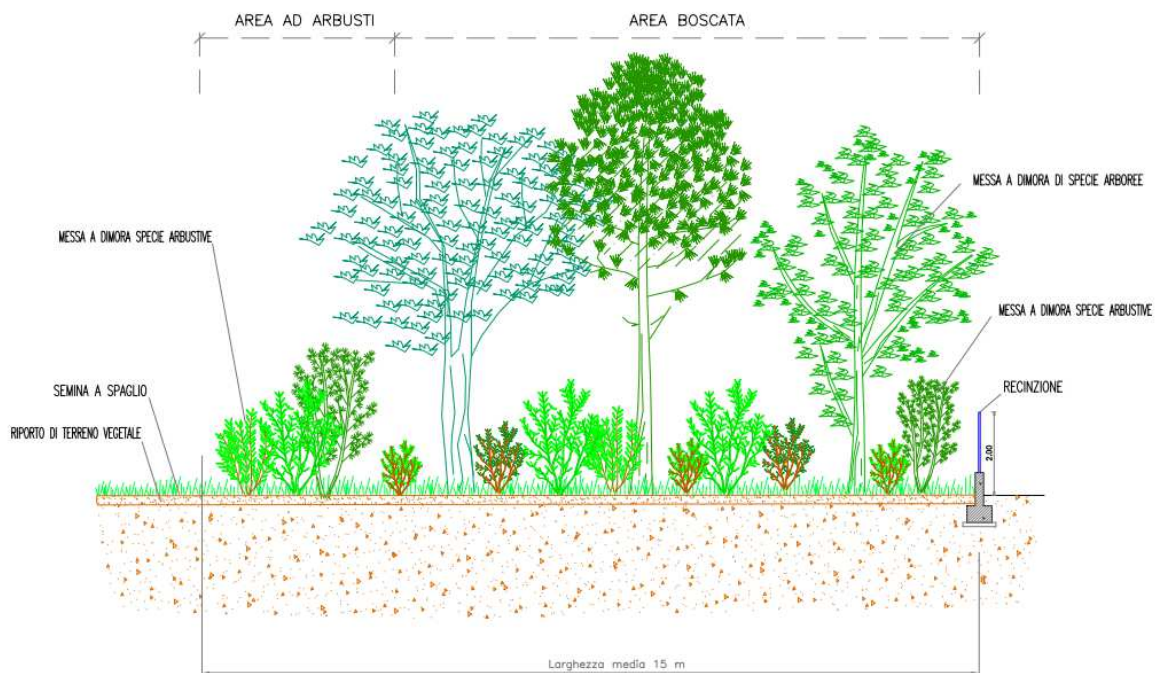 AREA AD ARBUSTI
AREA BOSCATA
MESSA A DIMORA DI SPECIE ARBOREE
MESSA A DIMORA SPECIE ARBUSTIVE
MESSA A DIMORA SPECIE ARBUSTIVE
SEMINA A SPAGLIO
RECINZIONE
RIPORTO DI TERRENO VEGETALE
2.00
Larghezza media 15 m